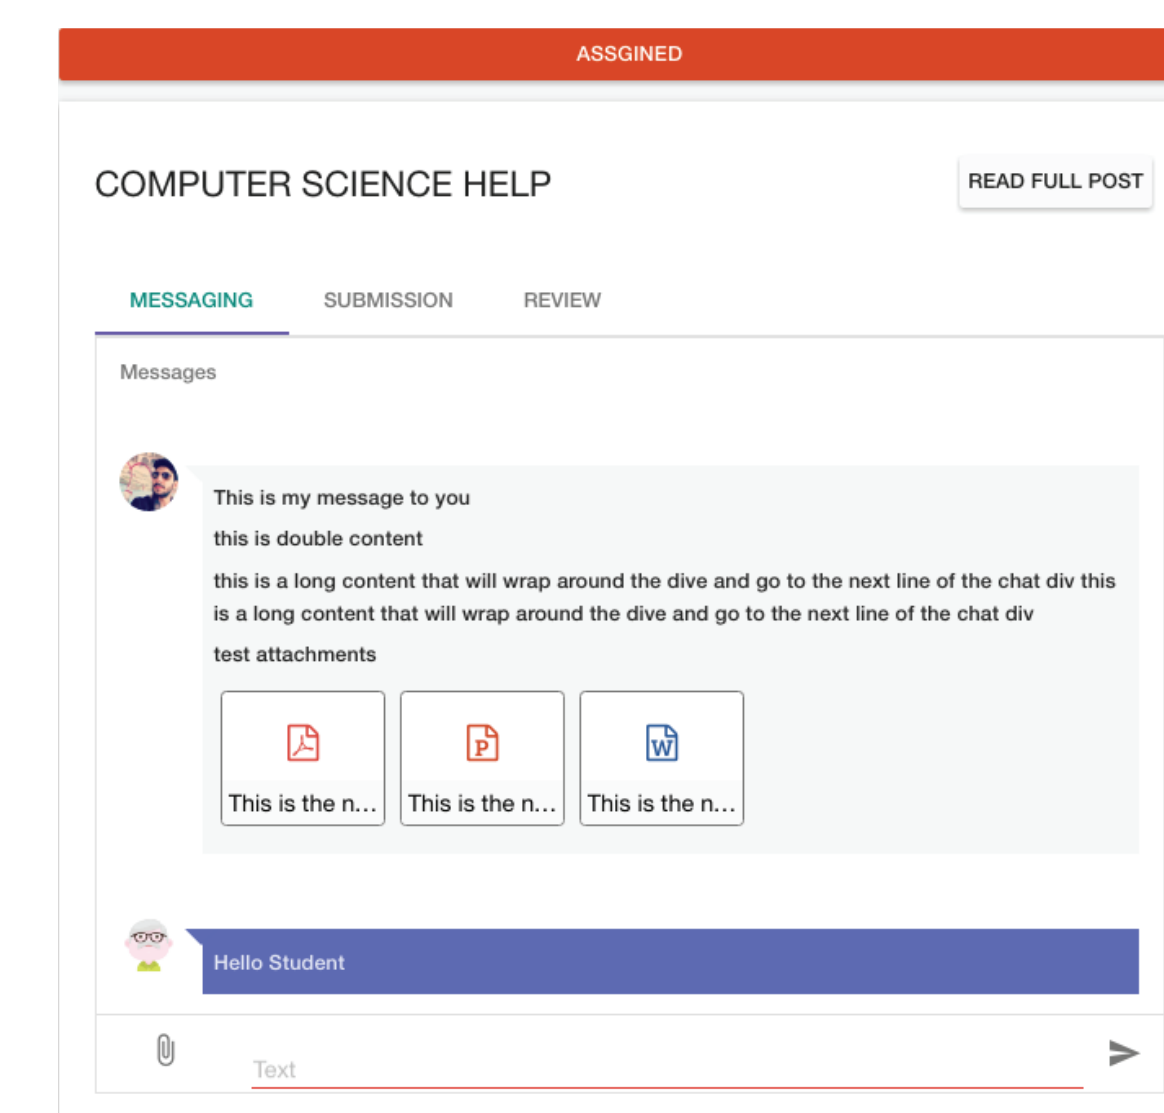 ASSGINED
COMPUTER SCIENCE HELP
READ FULL POST
MESSAGING SUBMISSION REVIEW
Messages
This is my message to you
this is double content
this is a long content that will wrap around the dive and go to the next line of the chat div this
is a long content that will wrap around the dive and go to the next line of the chat div
test attachments
P W
This is the n... This is the n... This is the n...
Hello Student
Text